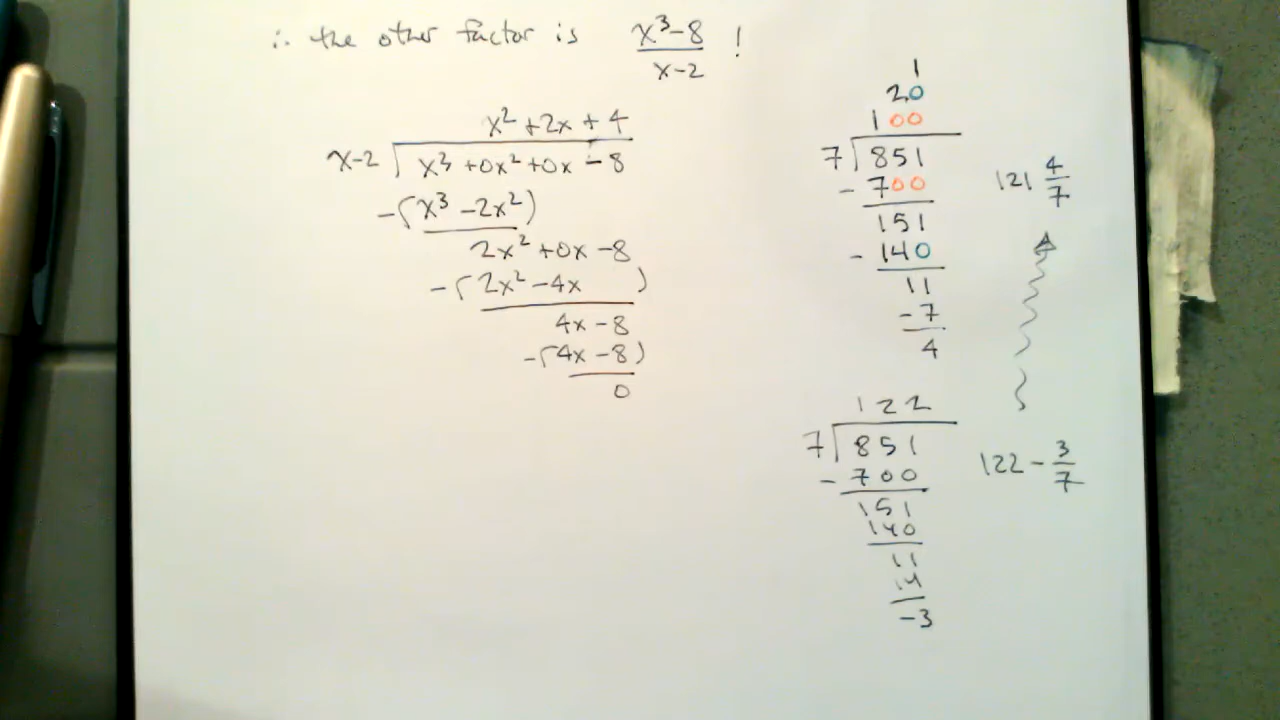 ∴ the other factor is x³-8 / x-2 !
x² +2x + 4
x-2 x³ +0x² +0x -8
-(x³ -2x²)
2x² +0x -8
-(2x² -4x )
4x -8
-(4x -8)
0
1
20
100
7 851
-700
151
-140
11
-7
4
121 4/7
122
7 851
-700
151
140
11
14
-3
122 - 3/7